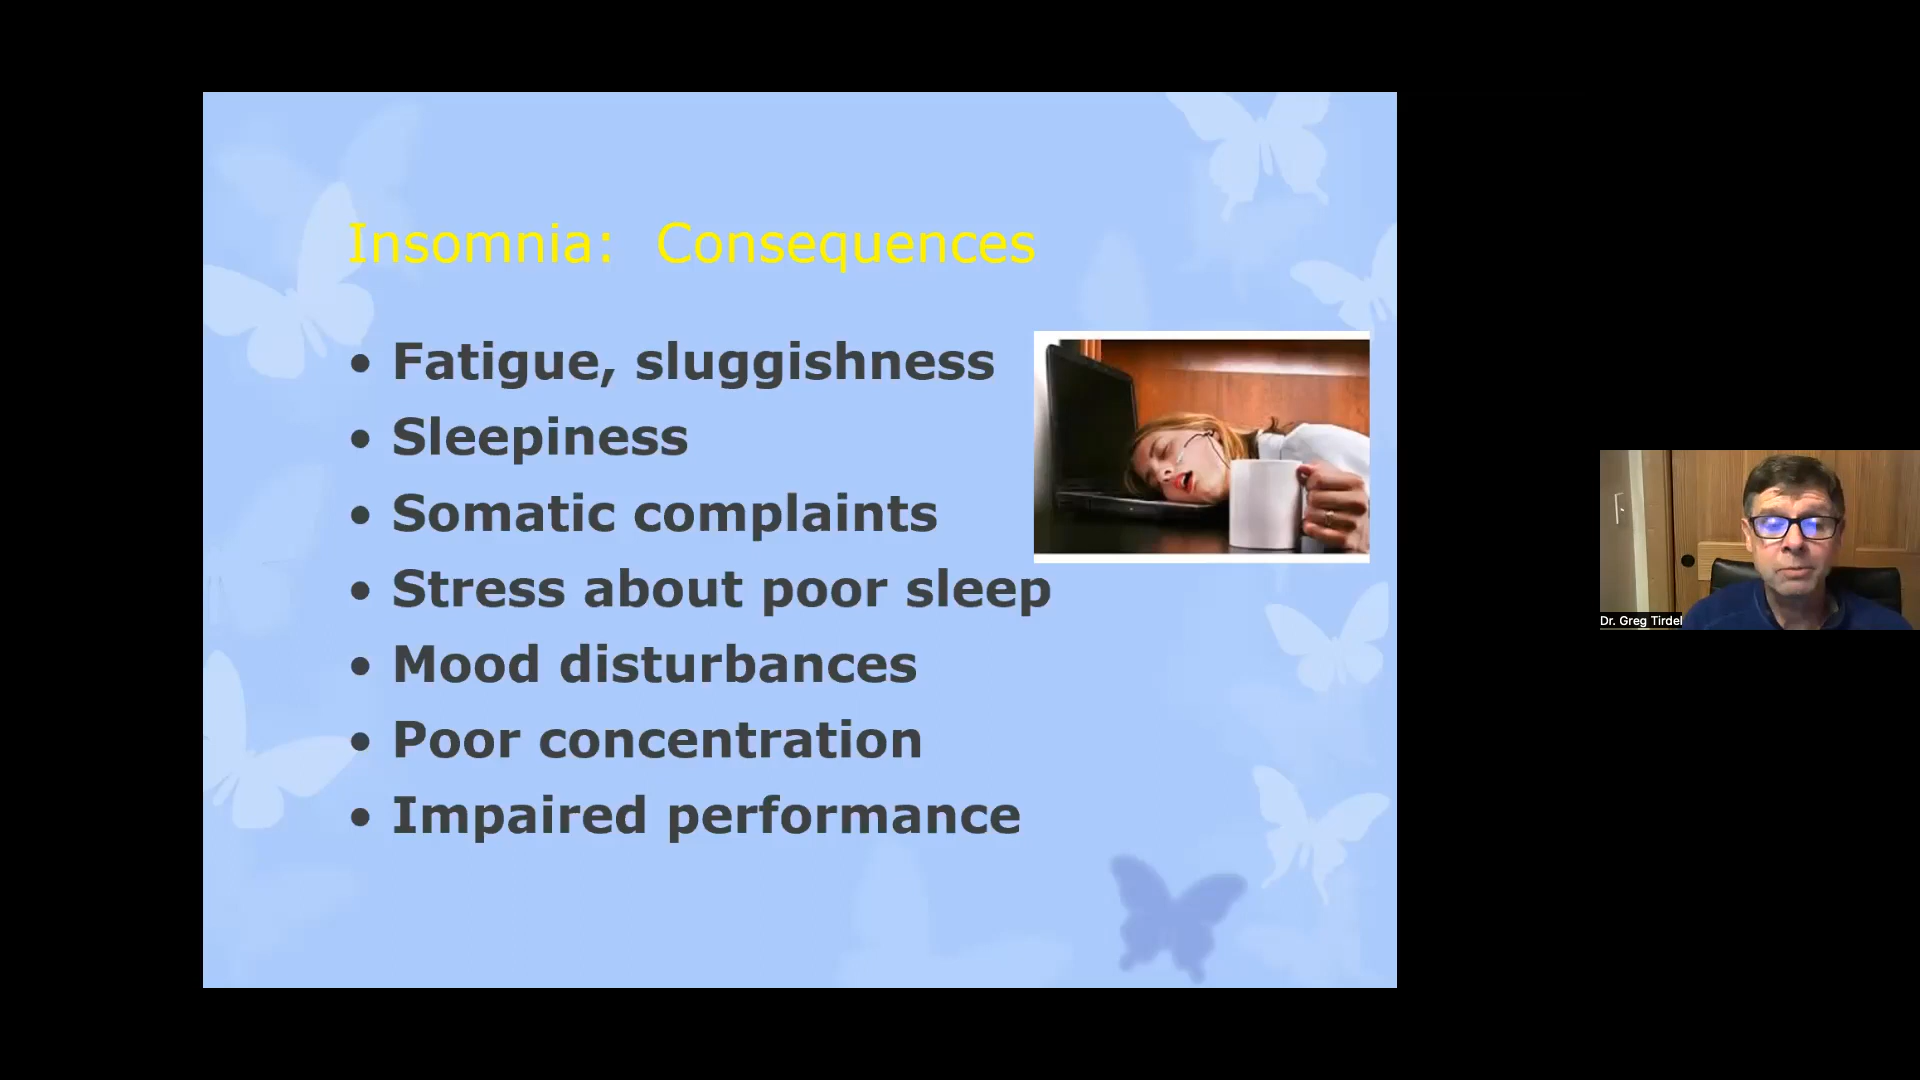 Insomnia: Consequences
• Fatigue, sluggishness
• Sleepiness
• Somatic complaints
• Stress about poor sleep
• Mood disturbances
• Poor concentration
• Impaired performance
Dr. Greg Tirdel